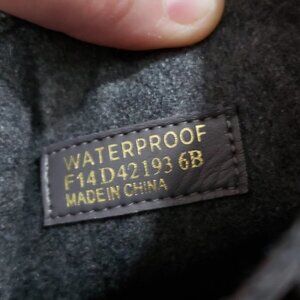 WATERPROOF
F14D42193 6B
MADE IN CHINA